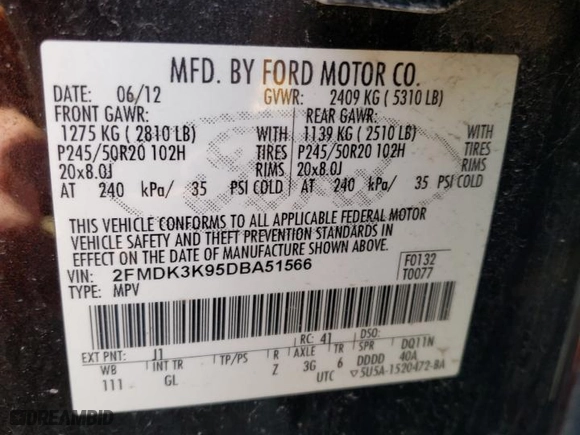 MFD. BY FORD MOTOR CO.
DATE: 06/12 GVWR: 2409 KG ( 5310 LB)
FRONT GAWR: REAR GAWR:
1275 KG ( 2810 LB) WITH 1139 KG ( 2510 LB) WITH
P245/50R20 102H TIRES P245/50R20 102H TIRES
20x8.0J RIMS 20x8.0J RIMS
AT 240 kPa/ 35 PSI COLD AT 240 kPa/ 35 PSI COLD
THIS VEHICLE CONFORMS TO ALL APPLICABLE FEDERAL MOTOR
VEHICLE SAFETY AND THEFT PREVENTION STANDARDS IN
EFFECT ON THE DATE OF MANUFACTURE SHOWN ABOVE.
VIN: 2FMDK3K95DBA51566 F0132
TYPE: MPV T0077
EXT PNT: J1 RC: 41 DSO:
WB INT TR TP/PS R AXLE TR SPR DQ11N
111 GL Z 3G 6 DDDD 40A
UTC ▽5U5A-1520472-BA
DREAMBID